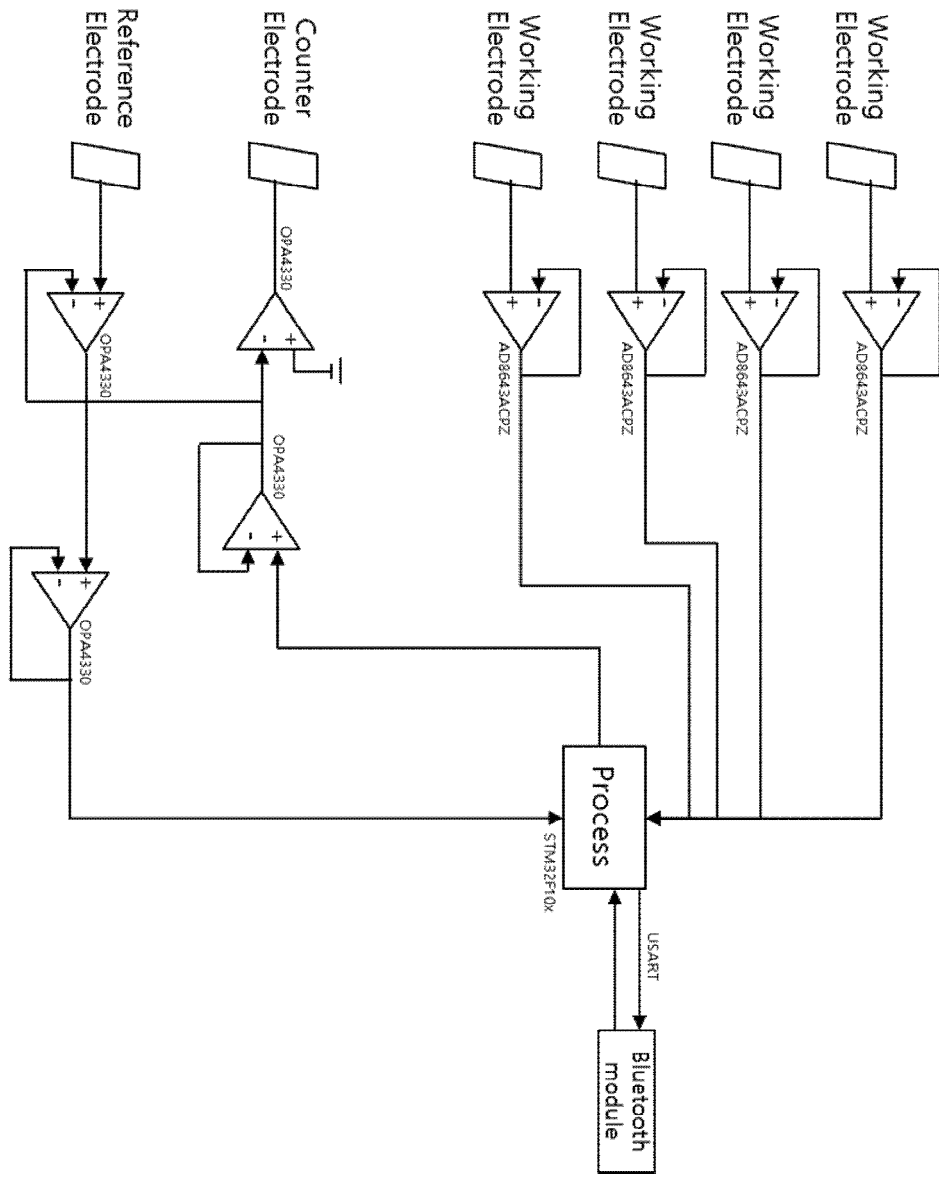 Working
Electrode
-
+
AD8643ACPZ
Working
Electrode
-
+
AD8643ACPZ
Working
Electrode
-
+
AD8643ACPZ
Working
Electrode
-
+
AD8643ACPZ
USART
Bluetooth
module
Process
STM32F10x
Counter
Electrode
OPA4330
+
-
OPA4330
+
-
Reference
Electrode
+
-
OPA4330
+
-
OPA4330